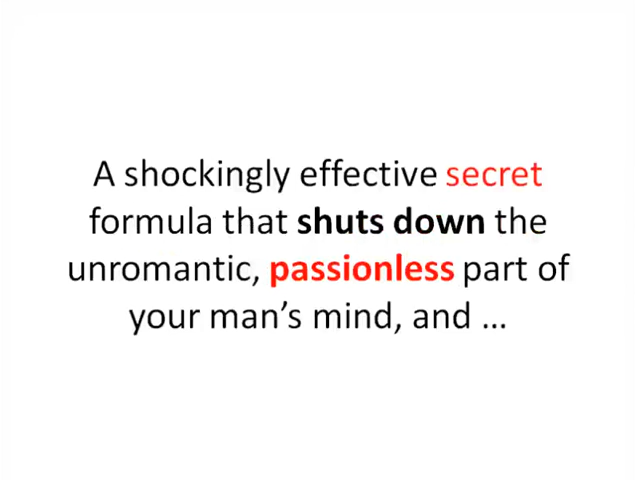 A shockingly effective secret
formula that shuts down the
unromantic, passionless part of
your man’s mind, and …